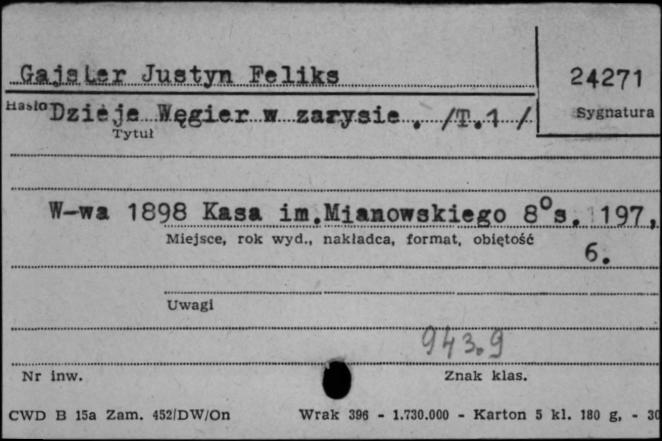 Gajsler Justyn Feliks
24271
Hasło Dzieje Węgier w zarysie . /T.1 /
Sygnatura
Tytuł
W-wa 1898 Kasa im.Mianowskiego 8°s. 197,
Miejsce, rok wyd., nakładca, format, obiętość
6.
Uwagi
943.9
Nr inw.
Znak klas.
CWD B 15a Zam. 452/DW/On Wrak 396 - 1.730.000 - Karton 5 kl. 180 g, - 30